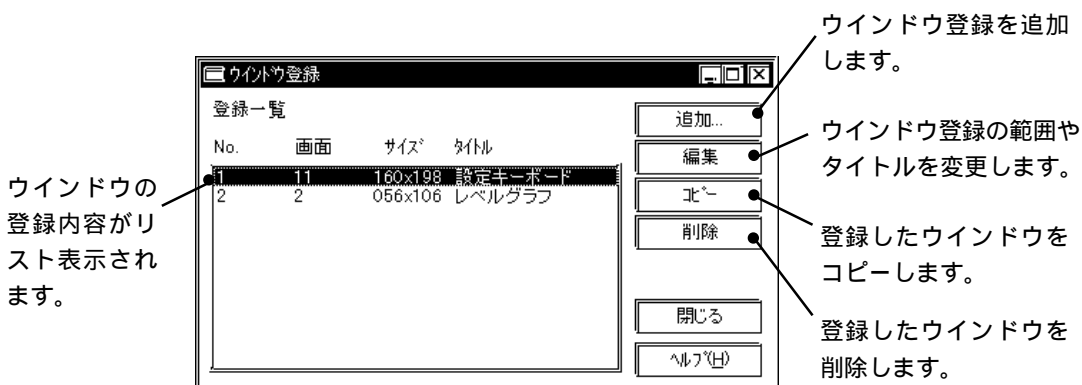 ウインドウ登録を追加
します。
ｳｲﾝﾄﾞｳ登録
登録一覧
追加...
No. 画面 ｻｲｽﾞ ﾀｲﾄﾙ
編集
ウインドウ登録の範囲や
タイトルを変更します。
1 11 160x198 設定キーボード
2 2 056x106 レベルグラフ
ｺﾋﾟｰ
ウインドウの
登録内容がリ
スト表示され
ます。
削除
登録したウインドウを
コピーします。
閉じる
ﾍﾙﾌﾟ(H)
登録したウインドウを
削除します。